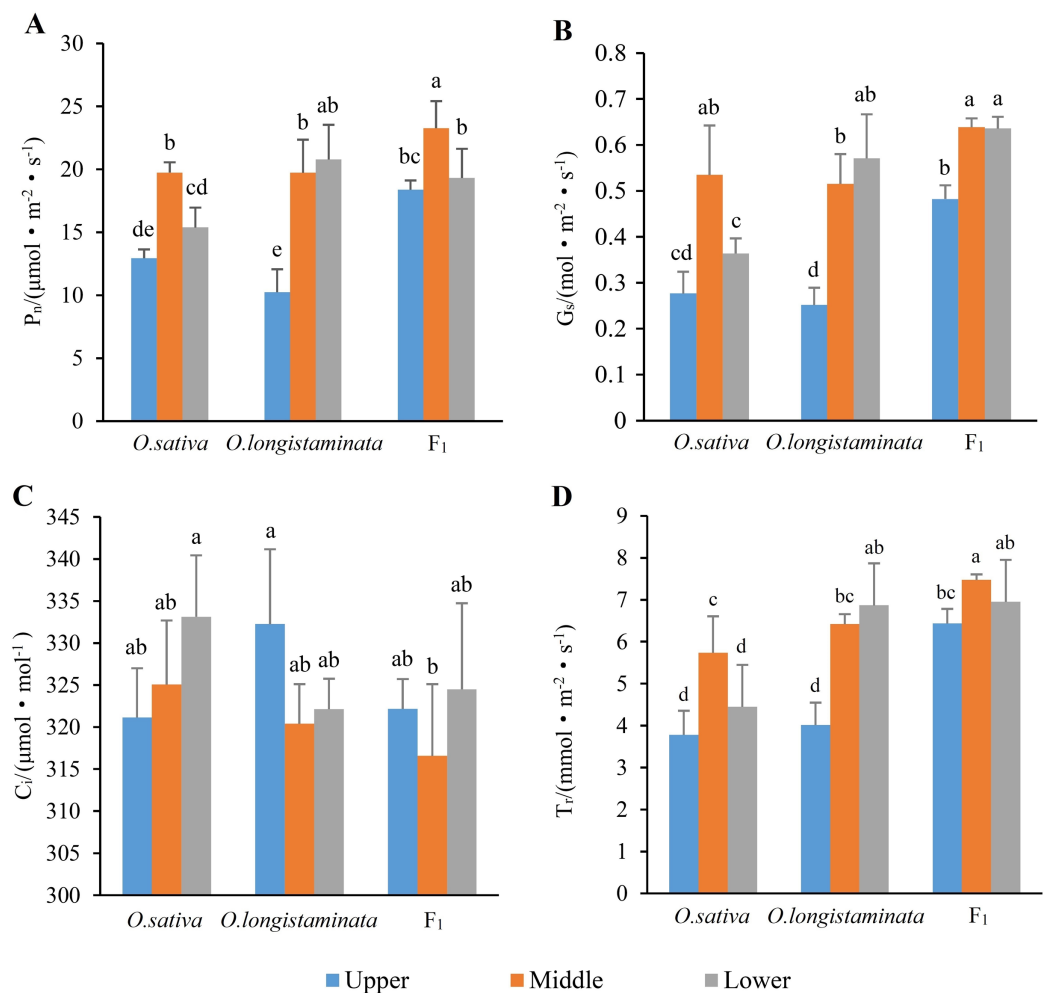 A
P_n/(μmol • m⁻² • s⁻¹)
30
25
20
15
10
5
0
de
b
cd
e
b
ab
bc
a
b
O.sativa
O.longistaminata
F₁
B
G_s/(mol • m⁻² • s⁻¹)
0.8
0.7
0.6
0.5
0.4
0.3
0.2
0.1
0
cd
ab
c
d
b
ab
b
a
a
O.sativa
O.longistaminata
F₁
C
C_i/(μmol • mol⁻¹)
345
340
335
330
325
320
315
310
305
300
ab
ab
a
a
ab
ab
ab
b
ab
O.sativa
O.longistaminata
F₁
D
T_r/(mmol • m⁻² • s⁻¹)
9
8
7
6
5
4
3
2
1
0
d
c
d
d
bc
ab
bc
a
ab
O.sativa
O.longistaminata
F₁
Upper
Middle
Lower